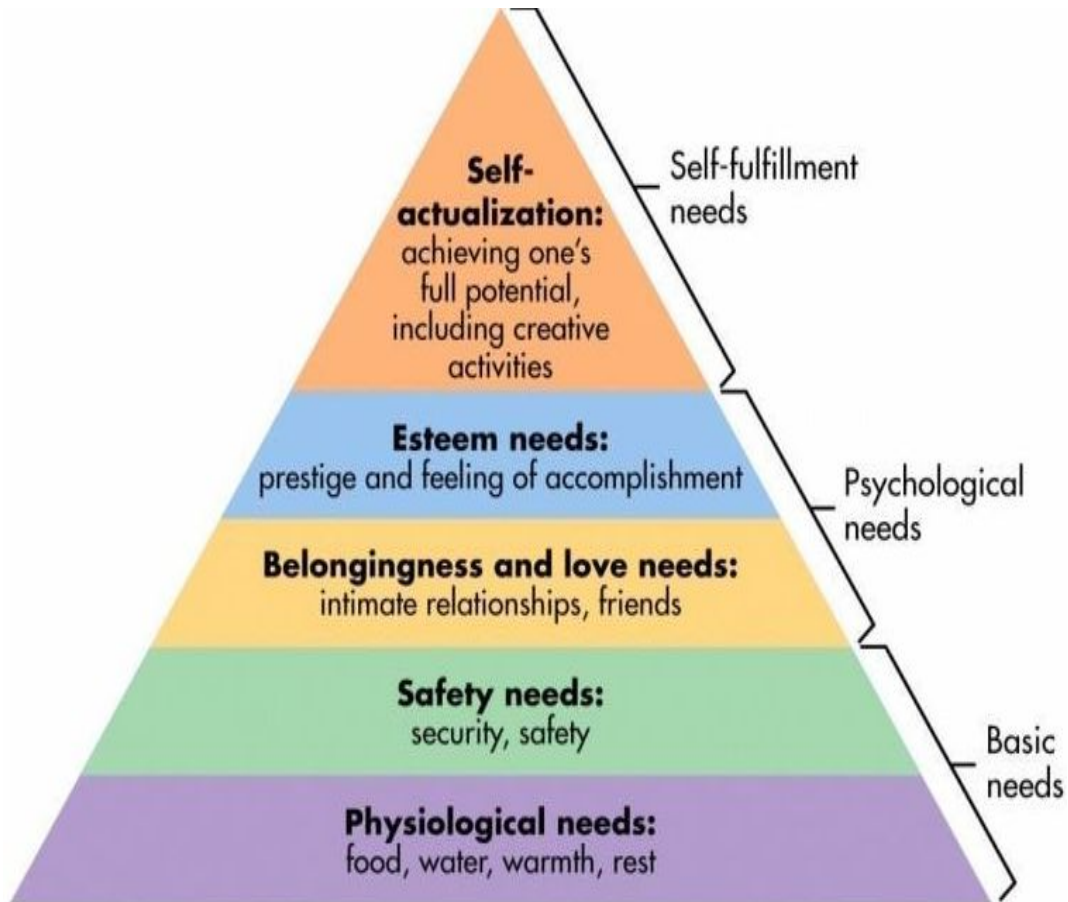 Self-
actualization:
achieving one's
full potential,
including creative
activities
Self-fulfillment
needs
Esteem needs:
prestige and feeling of accomplishment
Psychological
needs
Belongingness and love needs:
intimate relationships, friends
Safety needs:
security, safety
Basic
needs
Physiological needs:
food, water, warmth, rest